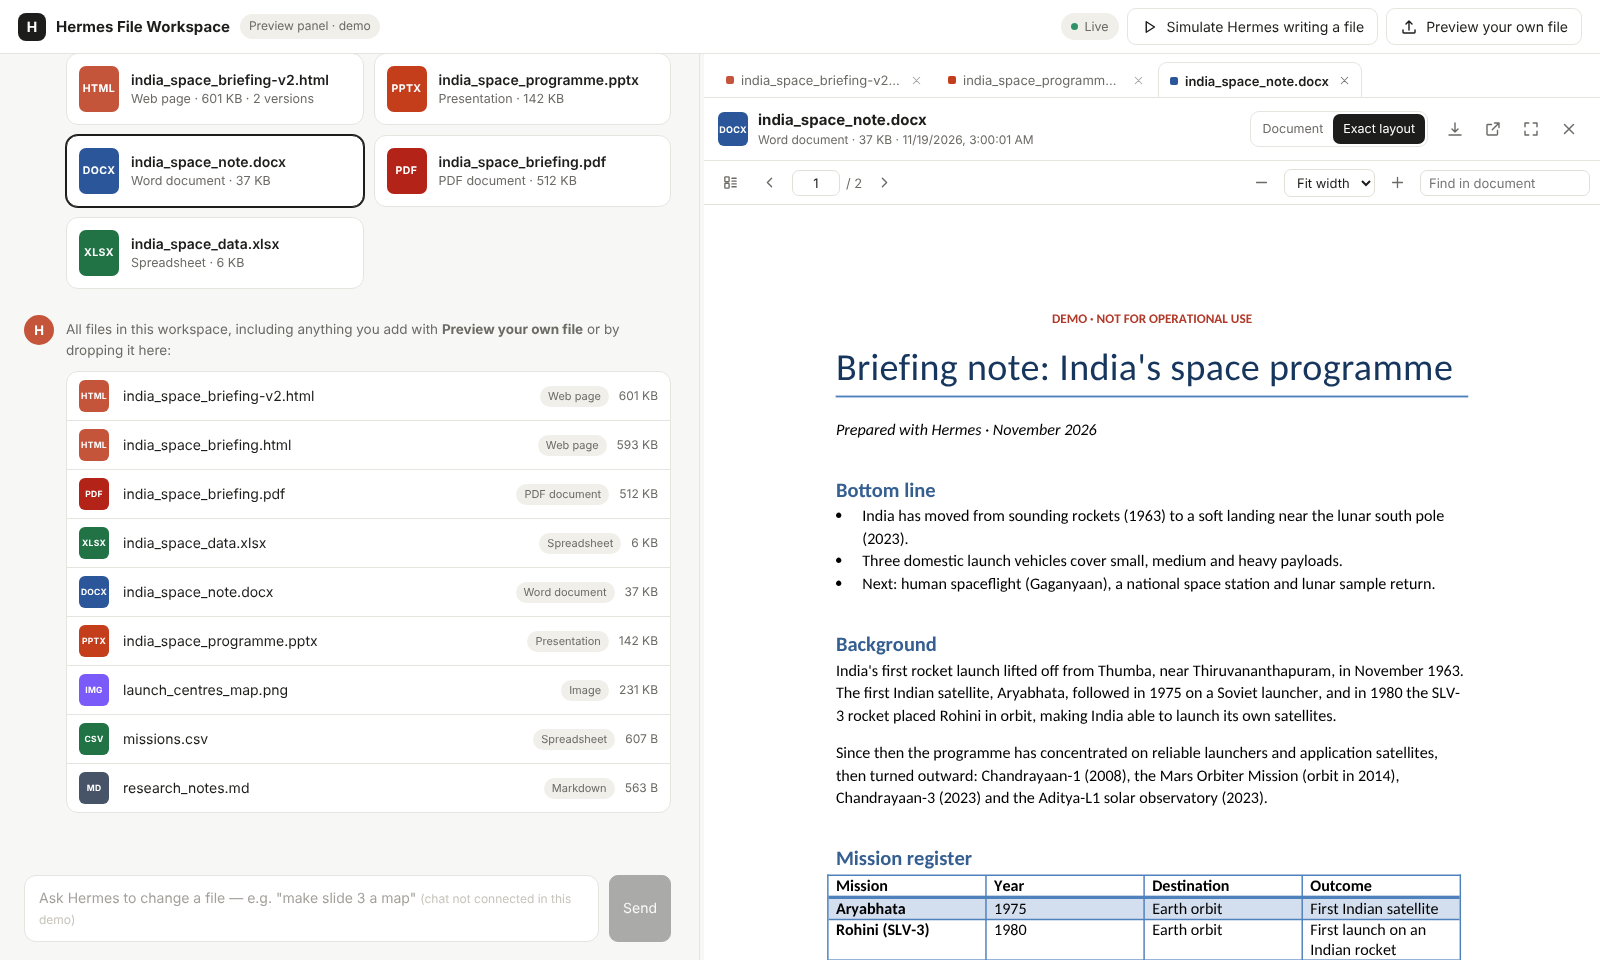 H Hermes File Workspace Preview panel · demo
Live Simulate Hermes writing a file Preview your own file
HTML india_space_briefing-v2.html
Web page · 601 KB · 2 versions
PPTX india_space_programme.pptx
Presentation · 142 KB
DOCX india_space_note.docx
Word document · 37 KB
PDF india_space_briefing.pdf
PDF document · 512 KB
XLSX india_space_data.xlsx
Spreadsheet · 6 KB
H All files in this workspace, including anything you add with Preview your own file or by
dropping it here:
HTML india_space_briefing-v2.html Web page 601 KB
HTML india_space_briefing.html Web page 593 KB
PDF india_space_briefing.pdf PDF document 512 KB
XLSX india_space_data.xlsx Spreadsheet 6 KB
DOCX india_space_note.docx Word document 37 KB
PPTX india_space_programme.pptx Presentation 142 KB
IMG launch_centres_map.png Image 231 KB
CSV missions.csv Spreadsheet 607 B
MD research_notes.md Markdown 563 B
Ask Hermes to change a file — e.g. "make slide 3 a map" (chat not connected in this
demo)
Send
india_space_briefing-v2... india_space_programm... india_space_note.docx
DOCX india_space_note.docx
Word document · 37 KB · 11/19/2026, 3:00:01 AM
Document Exact layout
1 / 2 Fit width Find in document
DEMO · NOT FOR OPERATIONAL USE
Briefing note: India's space programme
Prepared with Hermes · November 2026
Bottom line
• India has moved from sounding rockets (1963) to a soft landing near the lunar south pole
(2023).
• Three domestic launch vehicles cover small, medium and heavy payloads.
• Next: human spaceflight (Gaganyaan), a national space station and lunar sample return.
Background
India's first rocket launch lifted off from Thumba, near Thiruvananthapuram, in November 1963.
The first Indian satellite, Aryabhata, followed in 1975 on a Soviet launcher, and in 1980 the SLV-
3 rocket placed Rohini in orbit, making India able to launch its own satellites.
Since then the programme has concentrated on reliable launchers and application satellites,
then turned outward: Chandrayaan-1 (2008), the Mars Orbiter Mission (orbit in 2014),
Chandrayaan-3 (2023) and the Aditya-L1 solar observatory (2023).
Mission register
Mission Year Destination Outcome
Aryabhata 1975 Earth orbit First Indian satellite
Rohini (SLV-3) 1980 Earth orbit First launch on an
Indian rocket